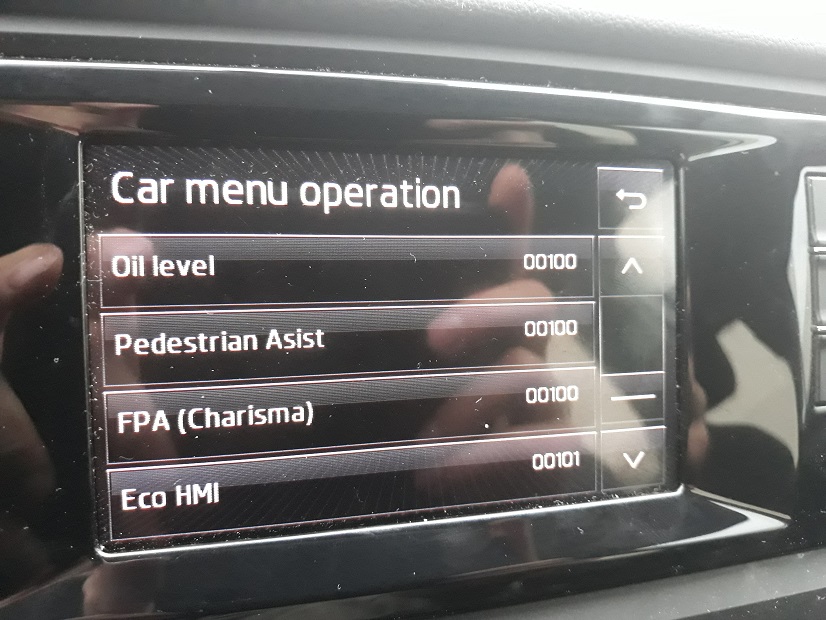 Car menu operation
Oil level 00100
Pedestrian Asist 00100
FPA (Charisma) 00100
Eco HMI 00101